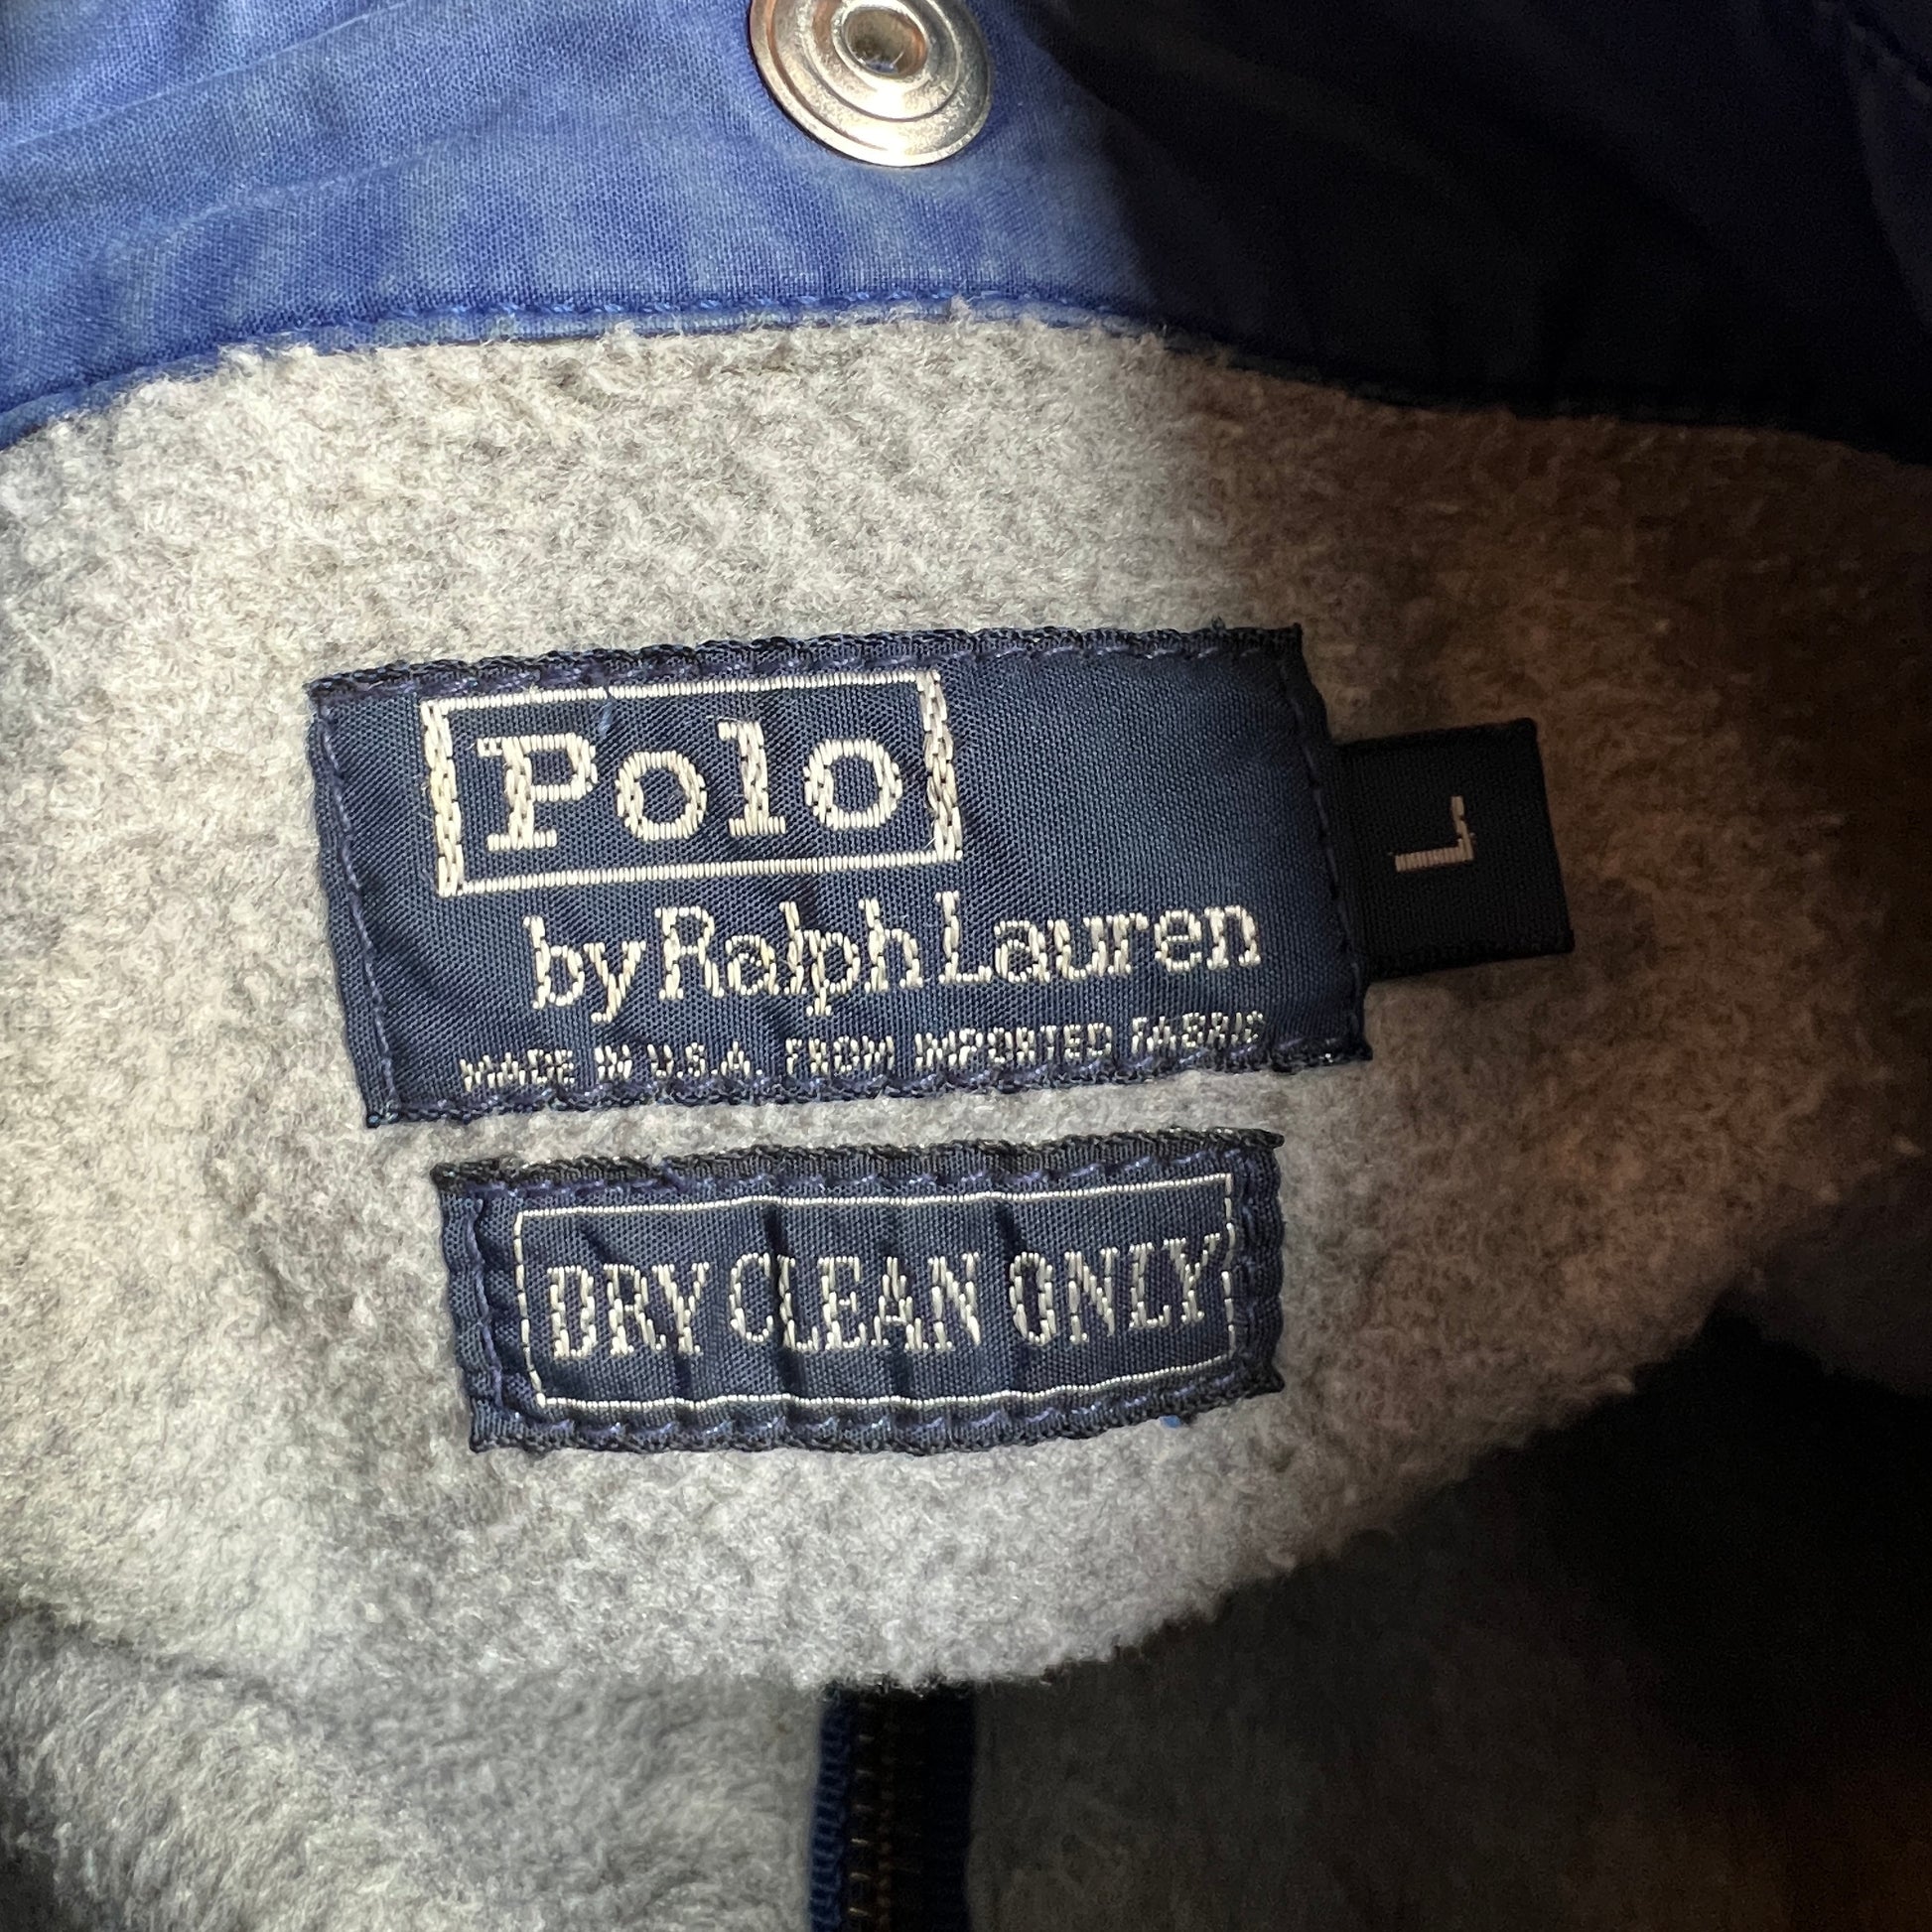 Polo
by Ralph Lauren
MADE IN U.S.A. FROM IMPORTED FABRIC
L
DRY CLEAN ONLY